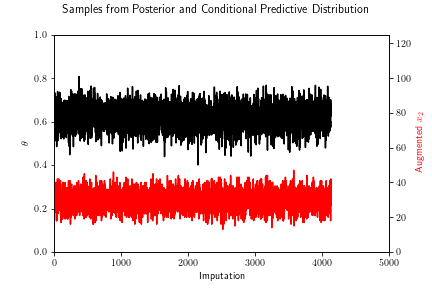 Samples from Posterior and Conditional Predictive Distribution
1.0
0.8
0.6
0.4
0.2
0.0
θ
120
100
80
60
40
20
0
Augmented x₂
0 1000 2000 3000 4000 5000
Imputation